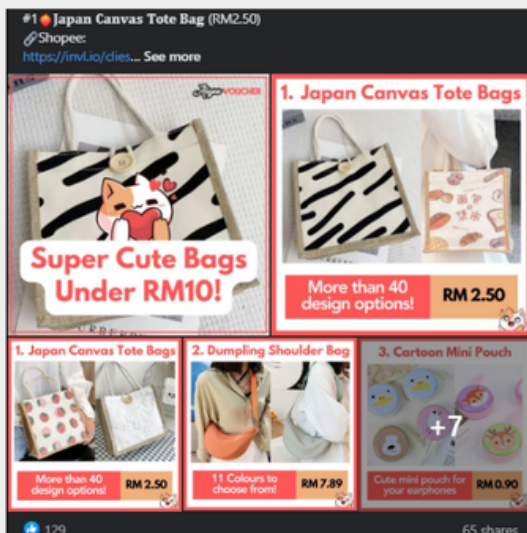 #1🍓Japan Canvas Tote Bag (RM2.50)
🔗Shopee:
https://invl.io/clies... See more
VOUCHER
Super Cute Bags
Under RM10!
1. Japan Canvas Tote Bags
More than 40
design options!
RM 2.50
1. Japan Canvas Tote Bags
More than 40
design options!
RM 2.50
2. Dumpling Shoulder Bag
11 Colours to
choose from!
RM 7.89
3. Cartoon Mini Pouch
+7
Cute mini pouch for
your earphones
RM 0.90
129
65 shares